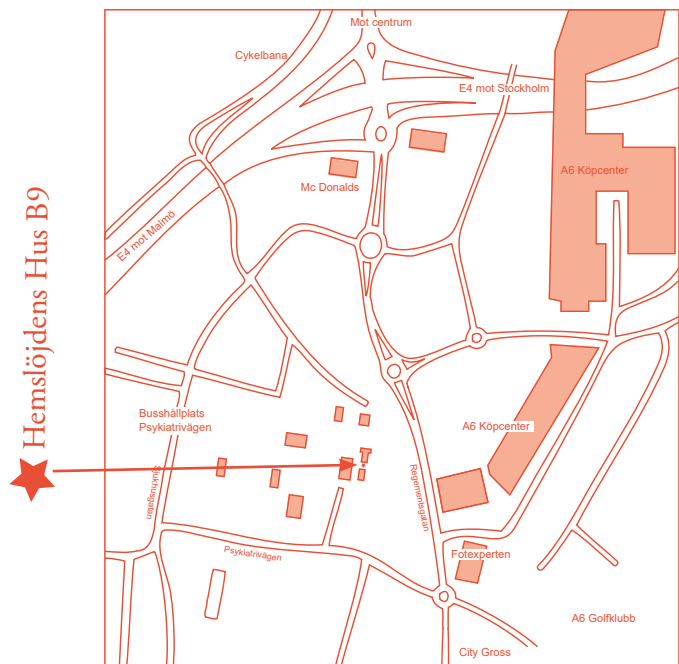 Mot centrum
Cykelbana
E4 mot Stockholm
A6 Köpcenter
Mc Donalds
E4 mot Malmö
Hemslöjdens Hus B9
Busshållplats
Psykiatrivägen
A6 Köpcenter
Sjukhusgatan
Regementsgatan
Psykiatrivägen
Fotexperten
A6 Golfklubb
City Gross